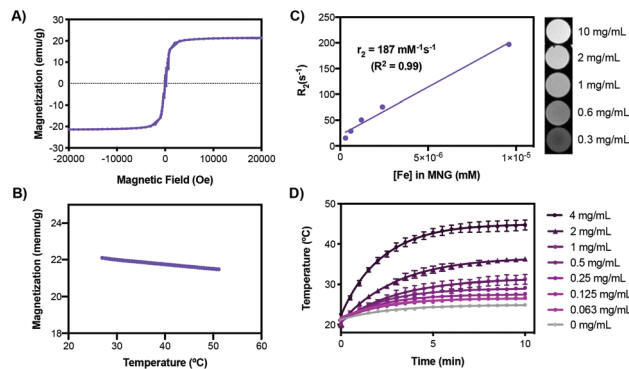 A)
Magnetization (emu/g)
30
20
10
0
-10
-20
-30
-20000
-10000
0
10000
20000
Magnetic Field (Oe)
C)
R₂(s⁻¹)
250
200
150
100
50
0
r₂ = 187 mM⁻¹s⁻¹
(R² = 0.99)
5×10⁻⁶
1×10⁻⁵
[Fe] in MNG (mM)
10 mg/mL
2 mg/mL
1 mg/mL
0.6 mg/mL
0.3 mg/mL
B)
Magnetization (memu/g)
24
22
20
18
20
30
40
50
60
Temperature (ºC)
D)
Temperature (ºC)
50
40
30
20
0
5
10
Time (min)
4 mg/mL
2 mg/mL
1 mg/mL
0.5 mg/mL
0.25 mg/mL
0.125 mg/mL
0.063 mg/mL
0 mg/mL